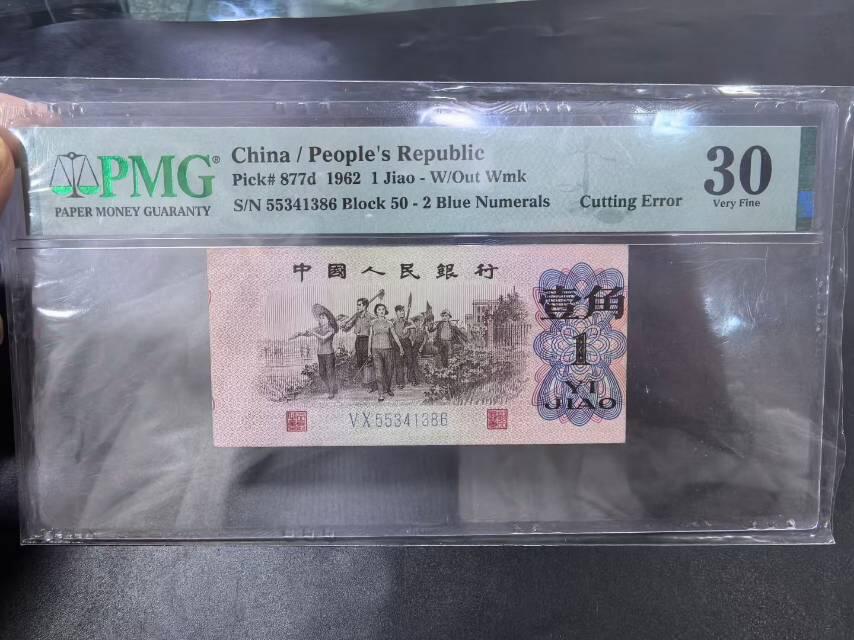 PMG®
PAPER MONEY GUARANTY
China / People's Republic
Pick# 877d 1962 1 Jiao - W/Out Wmk
S/N 55341386 Block 50 - 2 Blue Numerals
Cutting Error
30
Very Fine
中國人民銀行
壹角
1
YI
JIAO
VX55341386